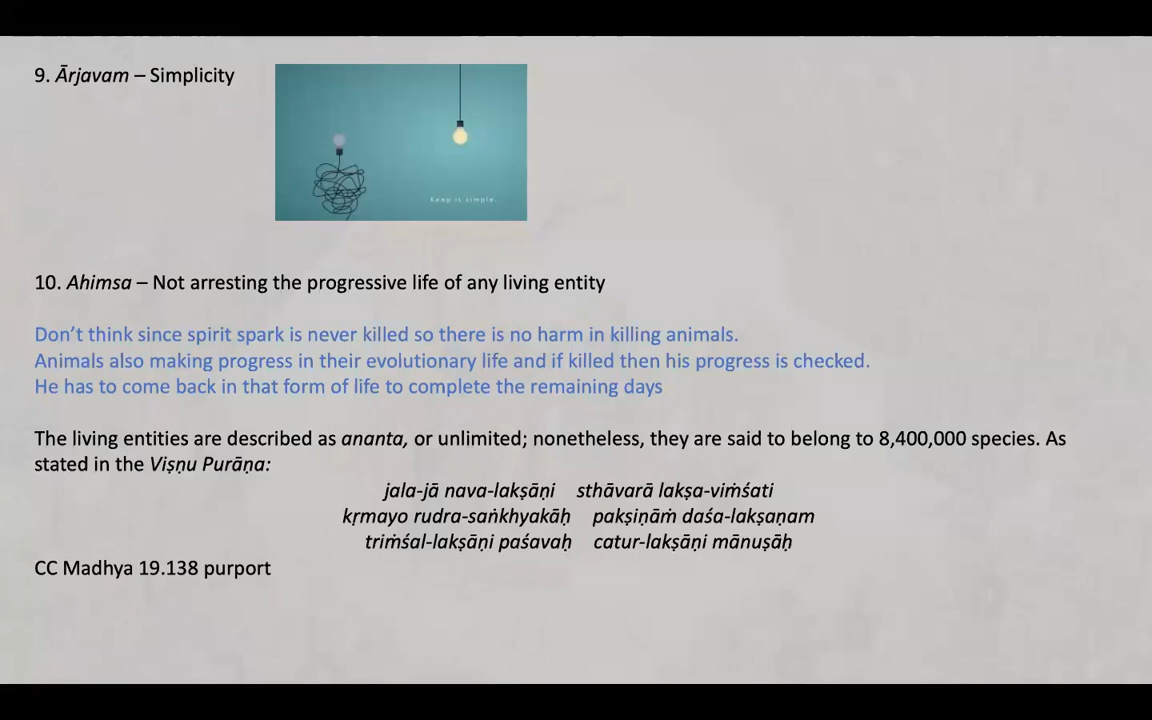 9. Ārjavam – Simplicity
Keep it simple.
10. Ahimsa – Not arresting the progressive life of any living entity
Don't think since spirit spark is never killed so there is no harm in killing animals.
Animals also making progress in their evolutionary life and if killed then his progress is checked.
He has to come back in that form of life to complete the remaining days
The living entities are described as ananta, or unlimited; nonetheless, they are said to belong to 8,400,000 species. As
stated in the Viṣṇu Purāṇa:
jala-jā nava-lakṣāṇi sthāvarā lakṣa-viṁśati
kṛmayo rudra-saṅkhyakāḥ pakṣiṇāṁ daśa-lakṣaṇam
triṁśal-lakṣāṇi paśavaḥ catur-lakṣāṇi mānuṣāḥ
CC Madhya 19.138 purport